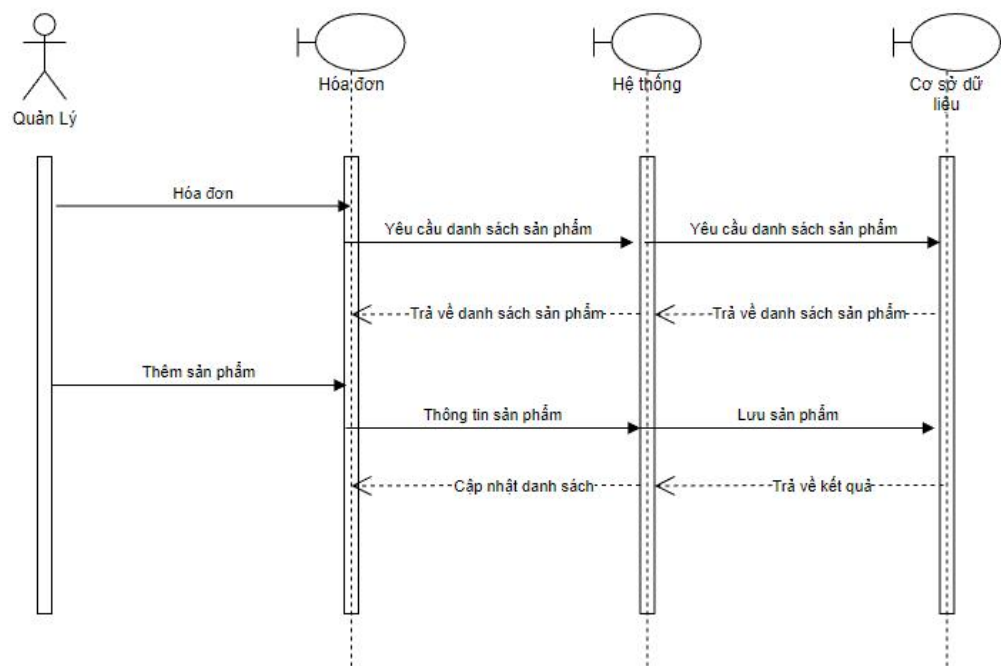 Quản Lý
Hóa đơn
Hệ thống
Cơ sở dữ
liệu
Hóa đơn
Yêu cầu danh sách sản phẩm
Yêu cầu danh sách sản phẩm
Trả về danh sách sản phẩm
Trả về danh sách sản phẩm
Thêm sản phẩm
Thông tin sản phẩm
Lưu sản phẩm
Cập nhật danh sách
Trả về kết quả